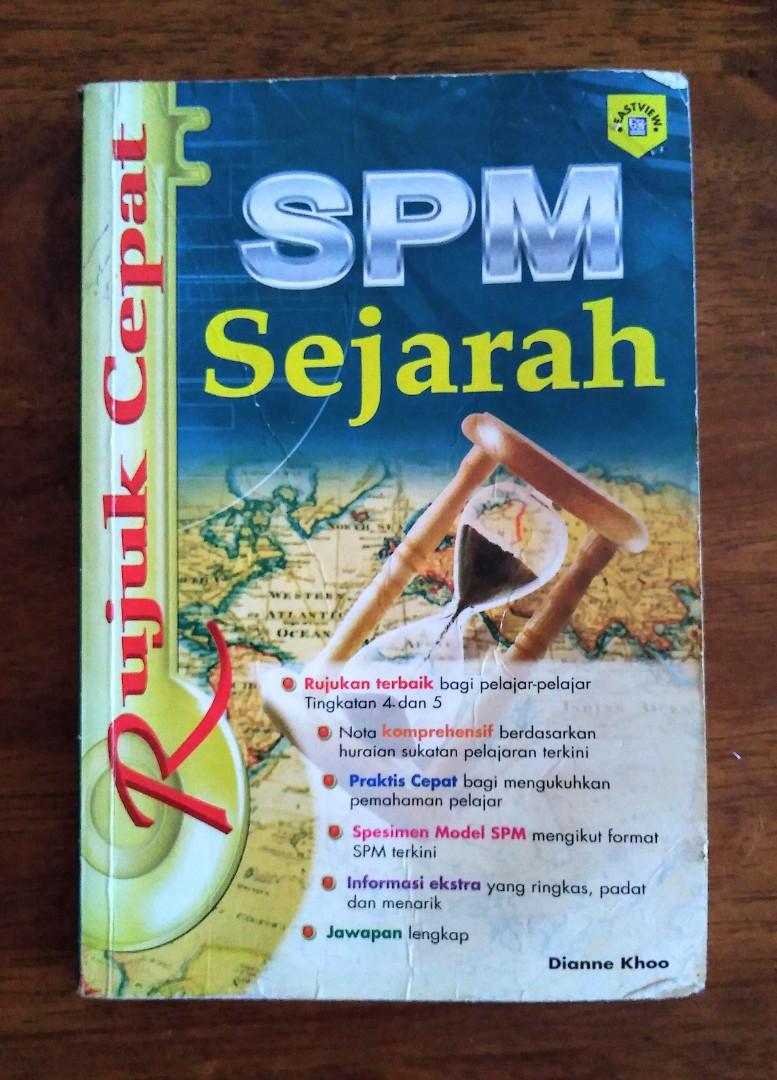 EASTVIEW
Rujuk Cepat
SPM
Sejarah
NORTH
WESTERN
ATLANTIC
OCEAN
Rujukan terbaik bagi pelajar-pelajar
Tingkatan 4 dan 5
Nota komprehensif berdasarkan
huraian sukatan pelajaran terkini
Praktis Cepat bagi mengukuhkan
pemahaman pelajar
Spesimen Model SPM mengikut format
SPM terkini
Informasi ekstra yang ringkas, padat
dan menarik
Jawapan lengkap
Dianne Khoo